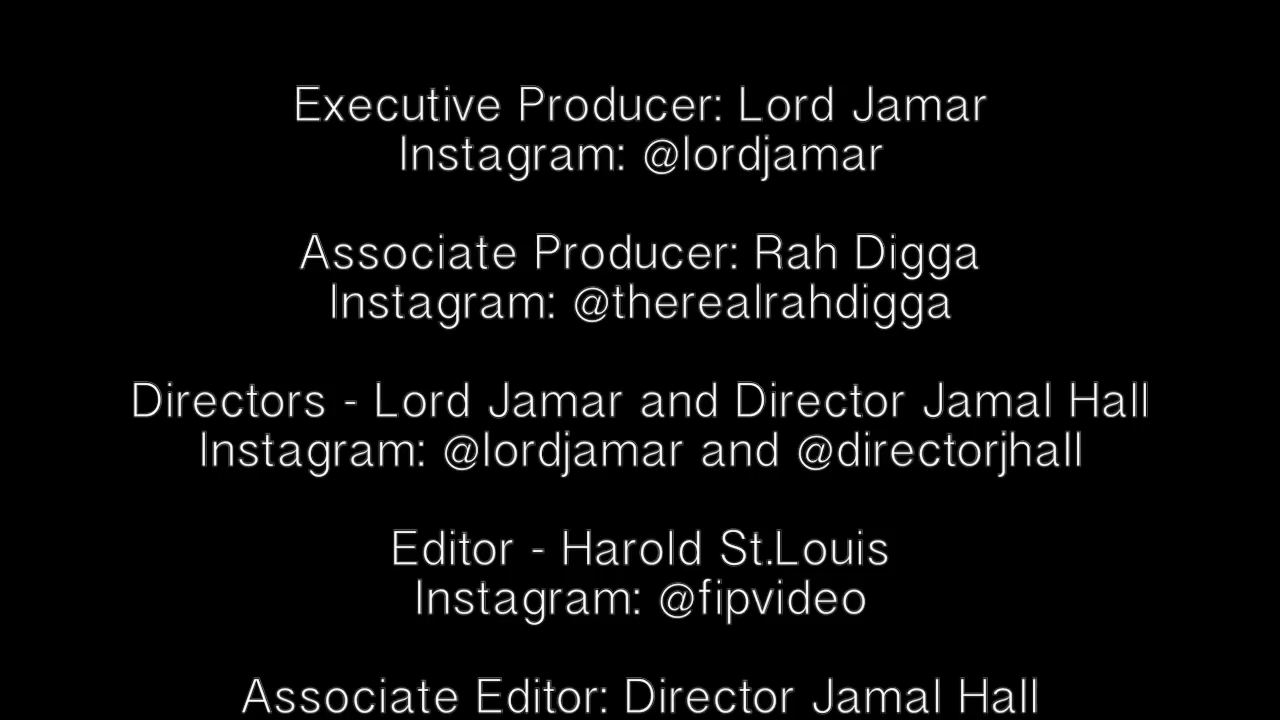 Executive Producer: Lord Jamar
Instagram: @lordjamar
Associate Producer: Rah Digga
Instagram: @therealrahdigga
Directors - Lord Jamar and Director Jamal Hall
Instagram: @lordjamar and @directorjhall
Editor - Harold St.Louis
Instagram: @fipvideo
Associate Editor: Director Jamal Hall